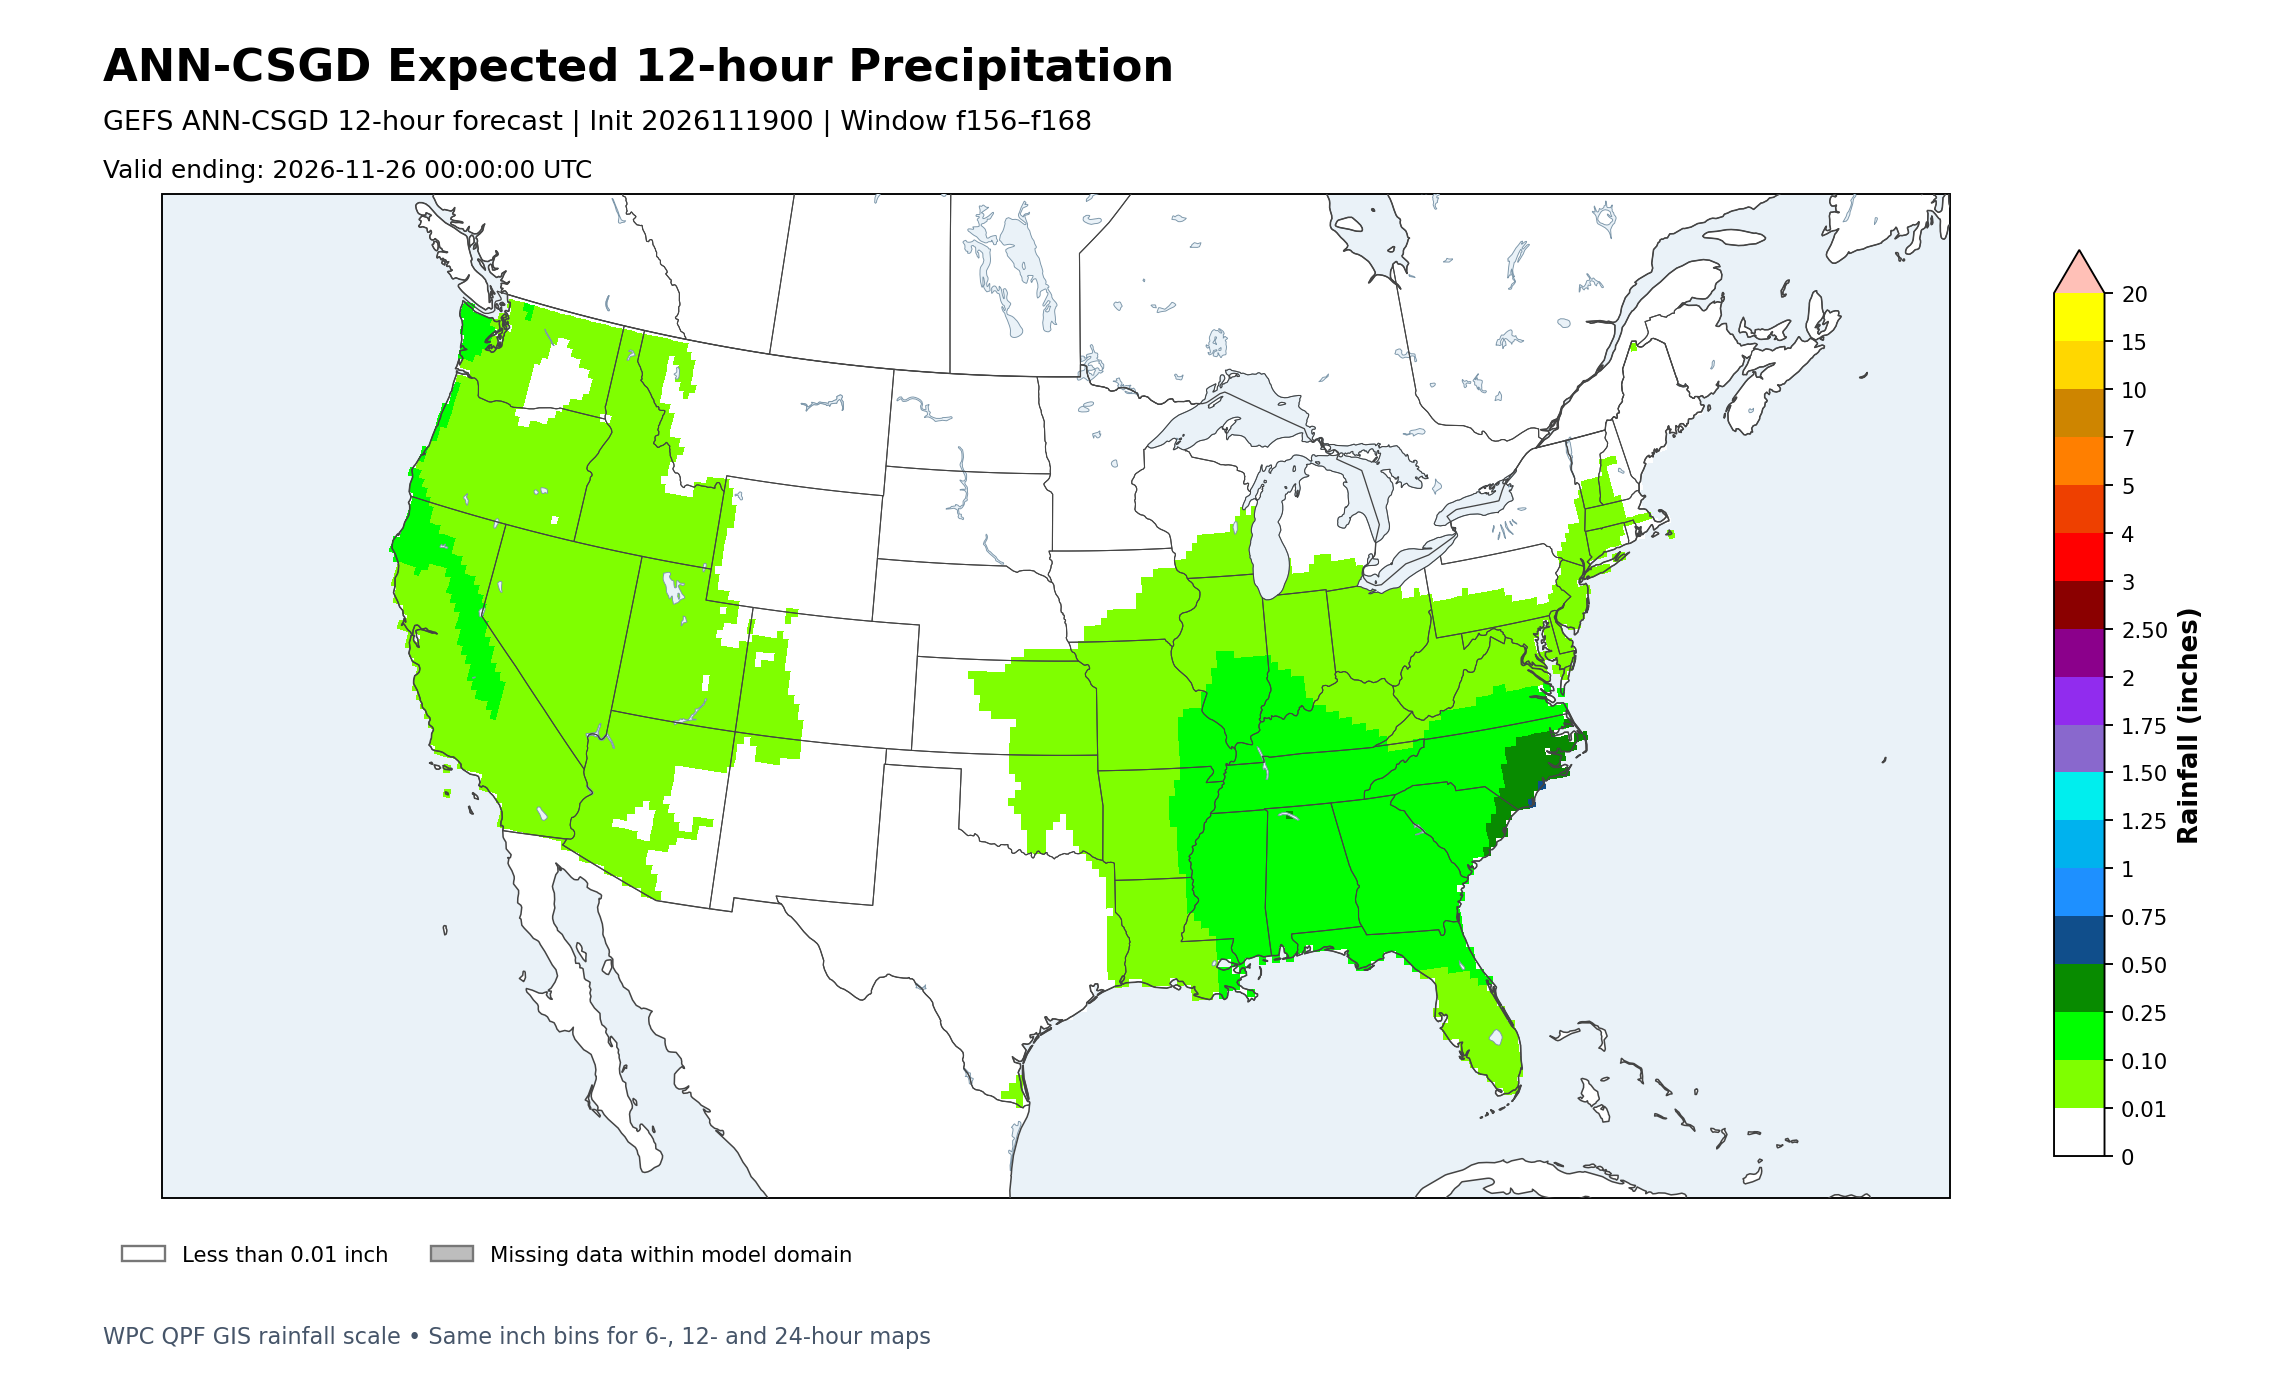 ANN-CSGD Expected 12-hour Precipitation
GEFS ANN-CSGD 12-hour forecast | Init 2026111900 | Window f156–f168
Valid ending: 2026-11-26 00:00:00 UTC
20
15
10
7
5
4
3
2.50
2
1.75
1.50
1.25
1
0.75
0.50
0.25
0.10
0.01
0
Rainfall (inches)
Less than 0.01 inch
Missing data within model domain
WPC QPF GIS rainfall scale • Same inch bins for 6-, 12- and 24-hour maps